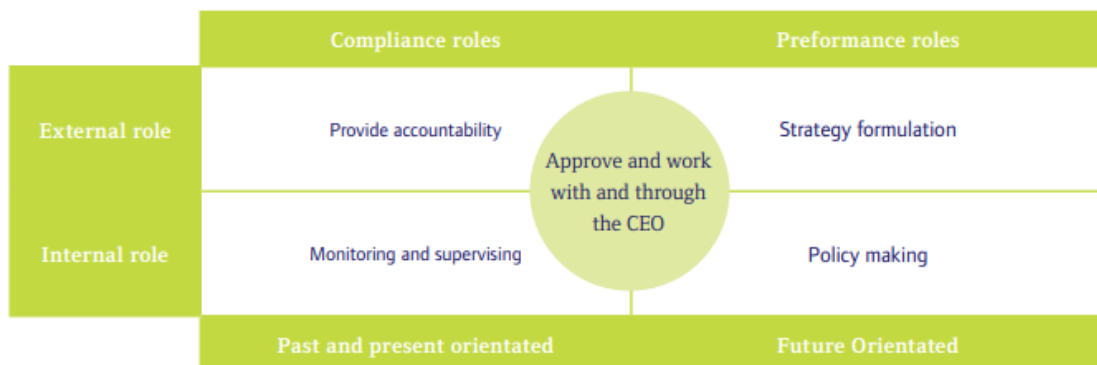 Compliance roles
Preformance roles
External role
Provide accountability
Strategy formulation
Approve and work
with and through
the CEO
Internal role
Monitoring and supervising
Policy making
Past and present orientated
Future Orientated